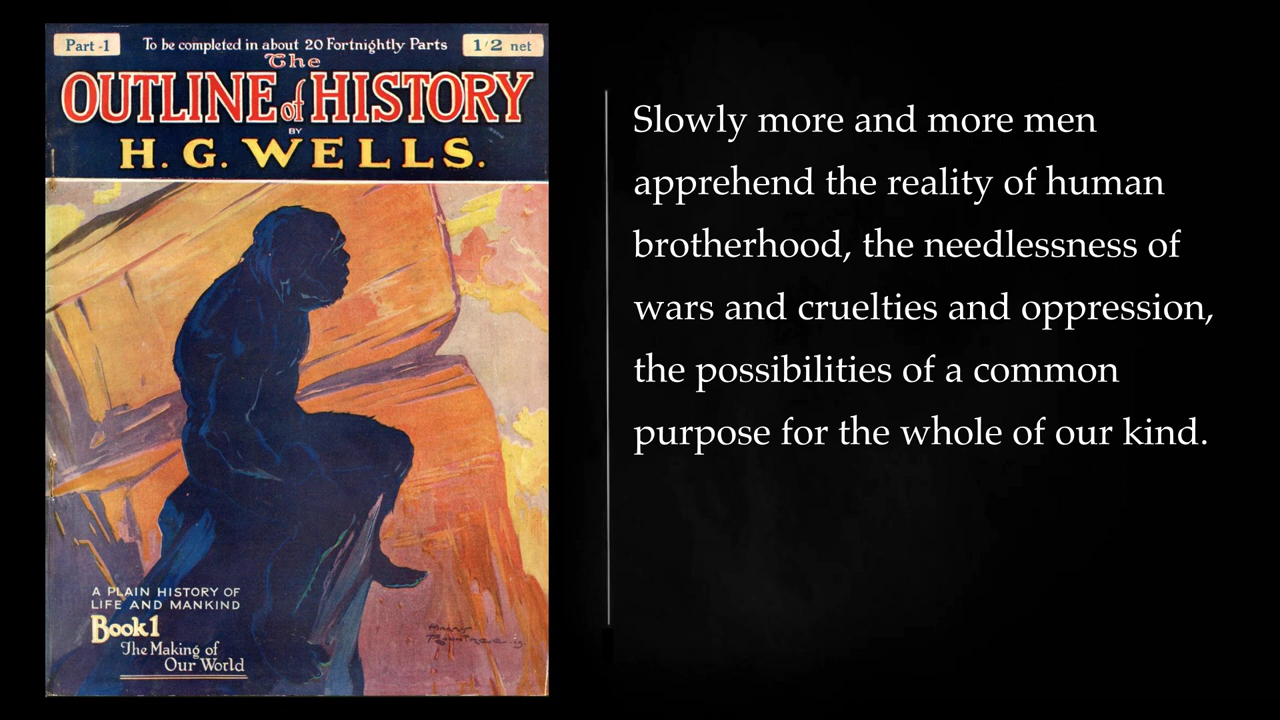 Part -1
To be completed in about 20 Fortnightly Parts
1/2 net
The
OUTLINE of HISTORY
BY
H. G. WELLS.
A PLAIN HISTORY OF
LIFE AND MANKIND
Book 1
The Making of
Our World
Slowly more and more men
apprehend the reality of human
brotherhood, the needlessness of
wars and cruelties and oppression,
the possibilities of a common
purpose for the whole of our kind.